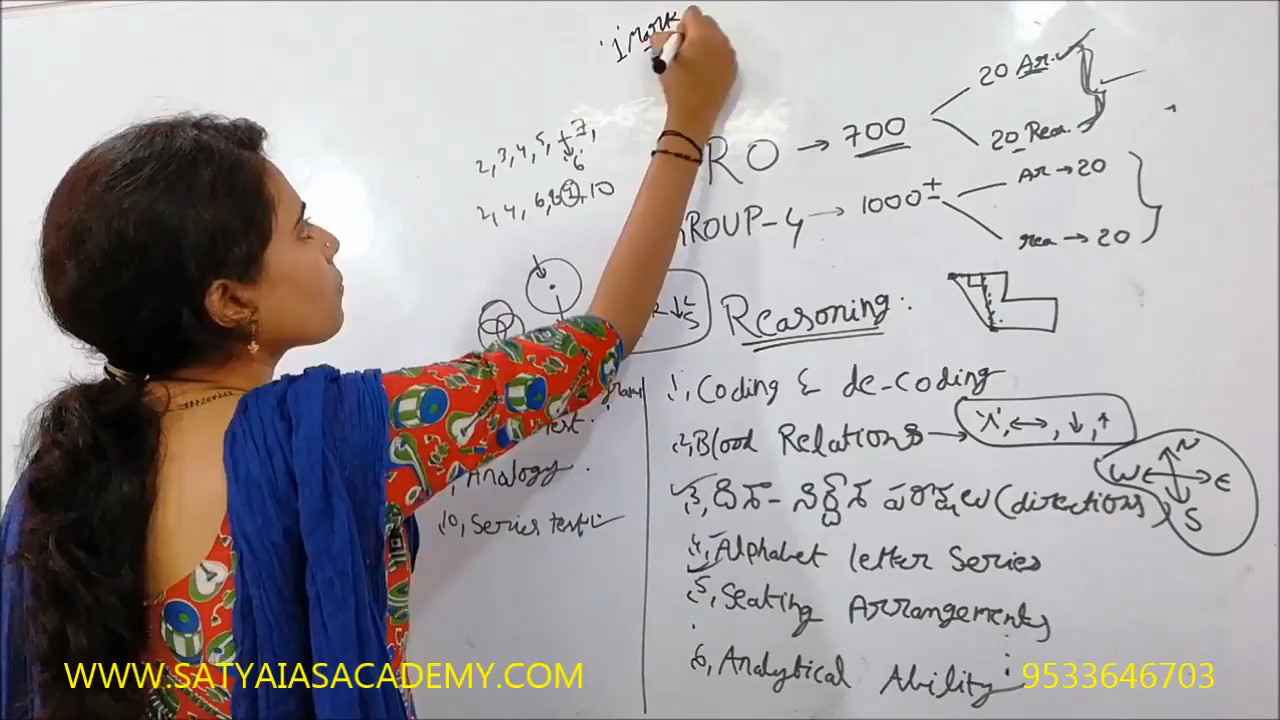 '1 Mark
2, 3, 4, 5, + 7,
6
2, 4, 6, 8, 10
RO → 700
20 Ar.
20 Rea.
GROUP-4 → 1000±
Ar → 20
rea → 20
Reasoning:
1, Coding & de-coding
2, Blood Relations → 'X', ↔, ↓, ↑
3, దిశా - నిర్దేశ పరీక్షలు (directions)
N
W E
S
4, Alphabet letter Series
5, Seating Arrangements
6, Analytical Ability
Test.
, Analogy.
10, Series test
WWW.SATYAIASACADEMY.COM
9533646703